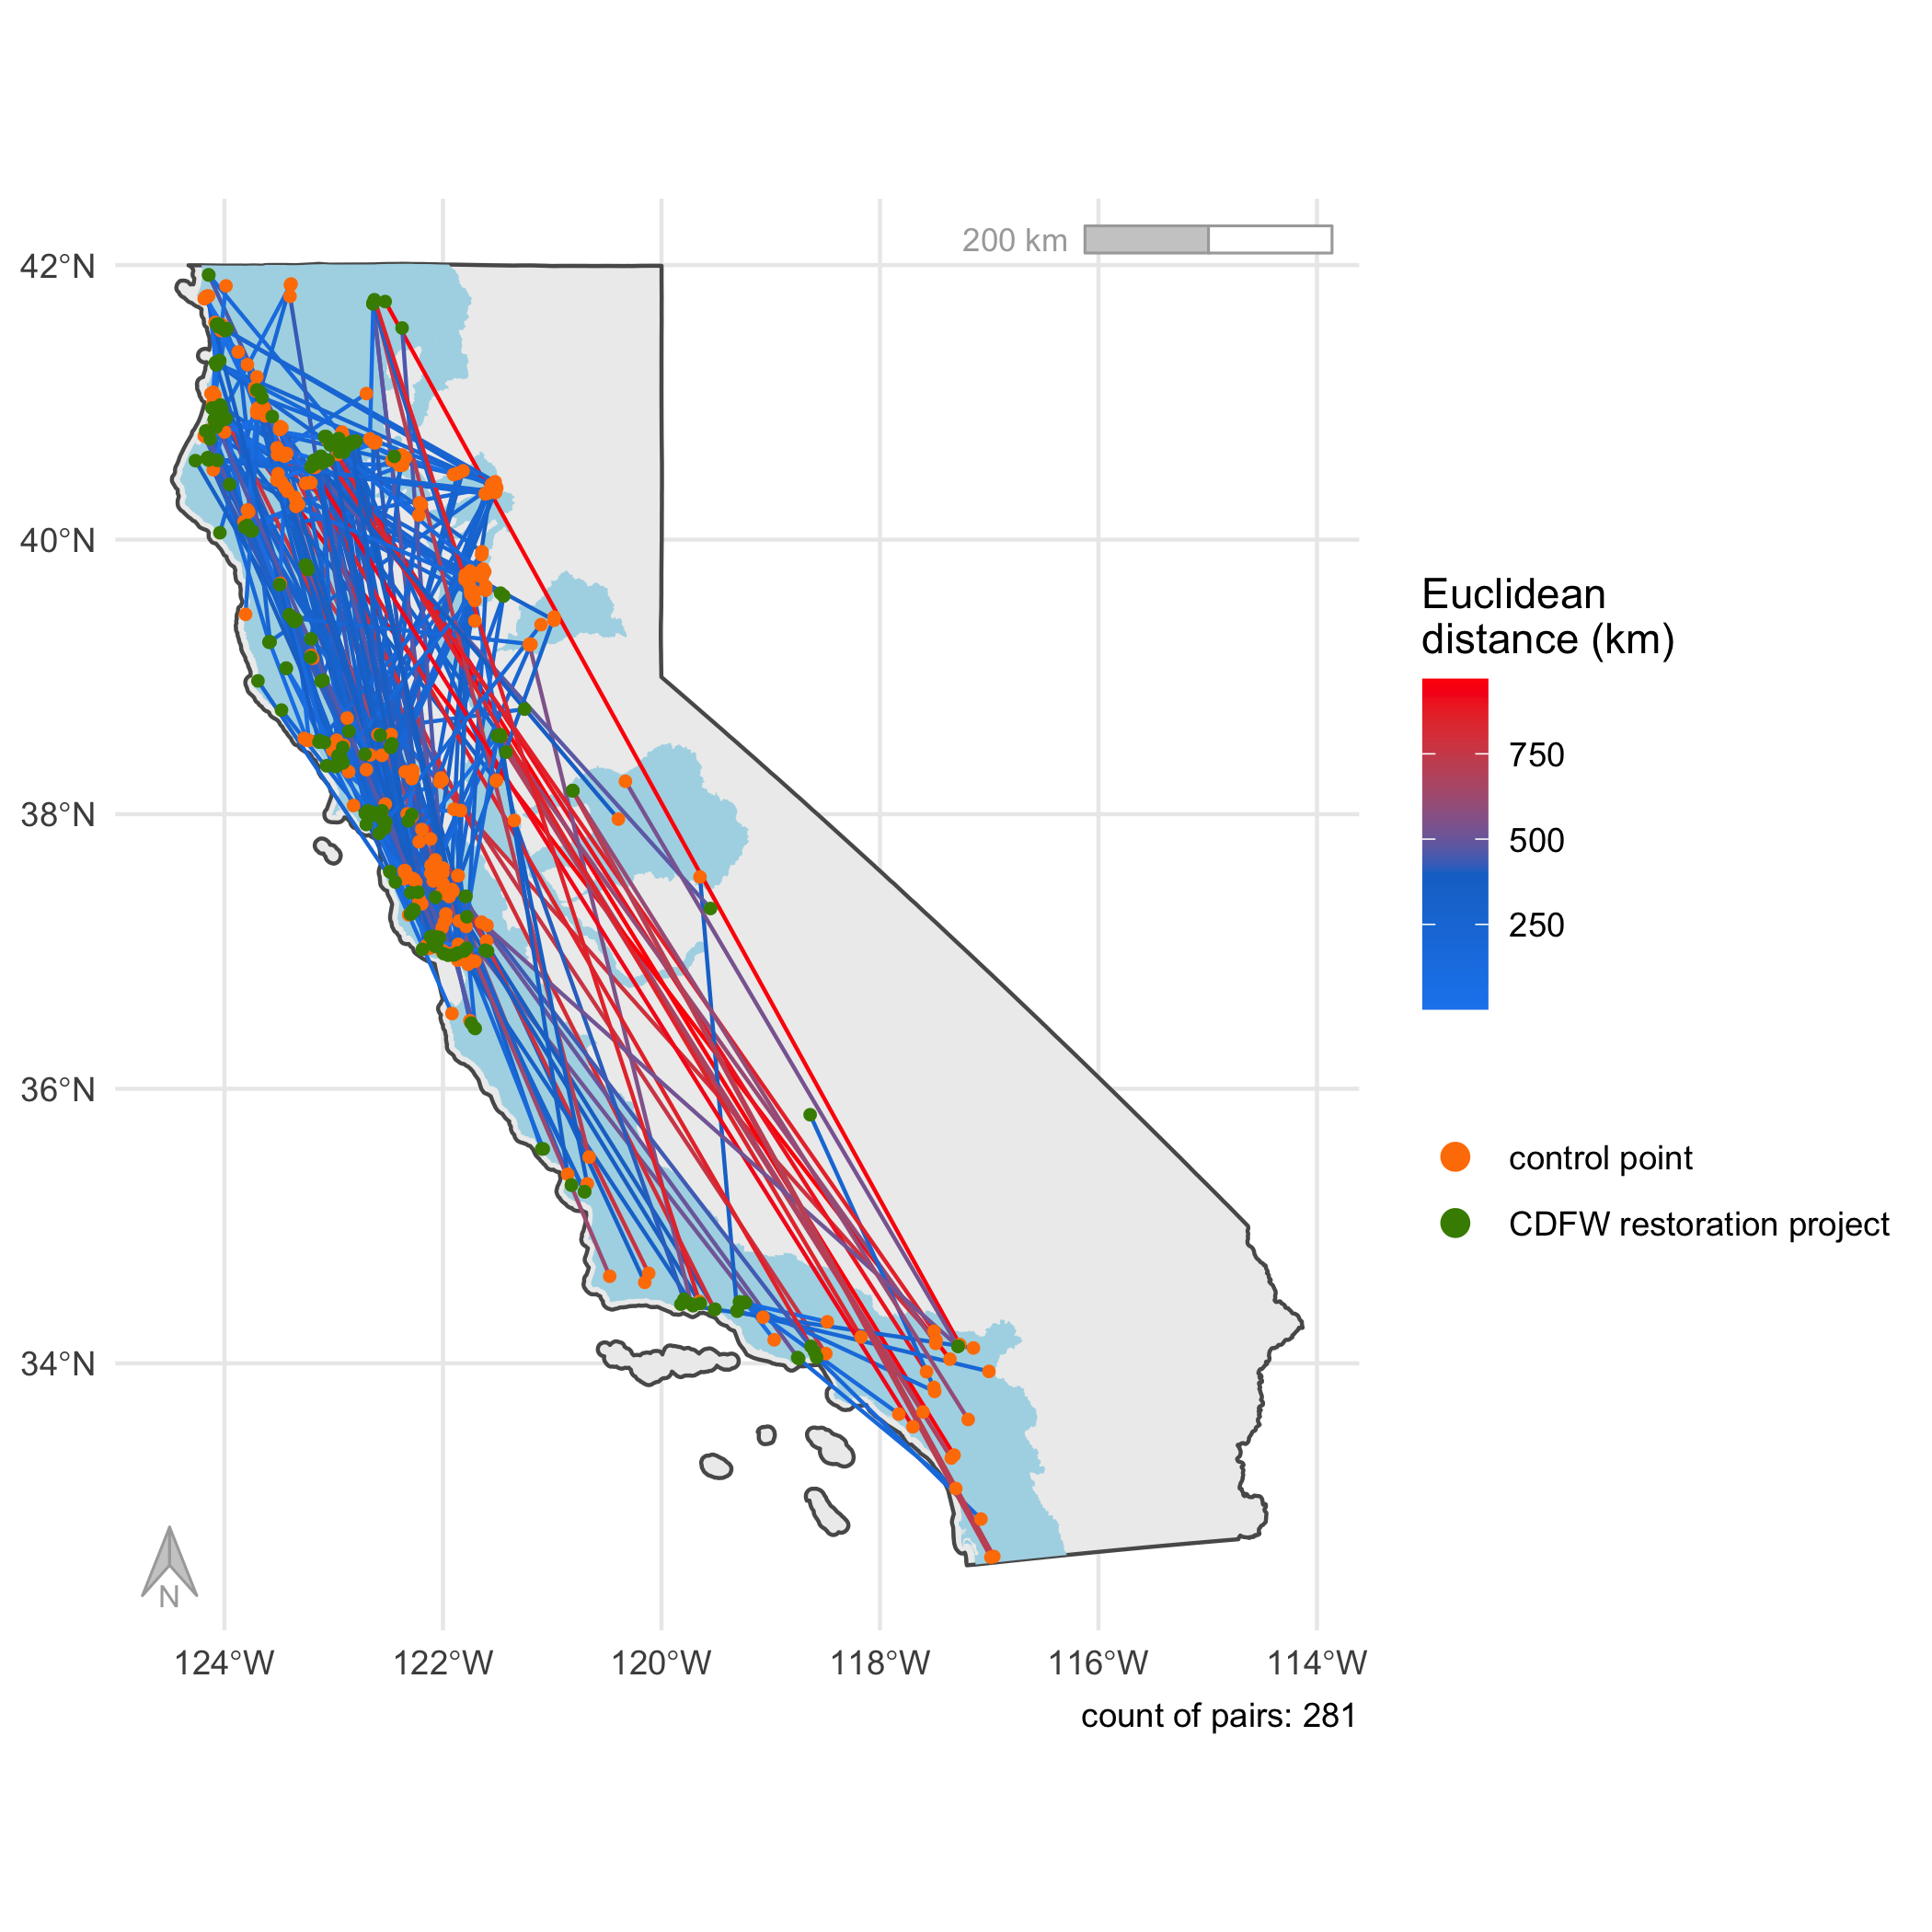 200 km
42°N
40°N
38°N
36°N
34°N
N
124°W
122°W
120°W
118°W
116°W
114°W
count of pairs: 281
Euclidean
distance (km)
750
500
250
control point
CDFW restoration project